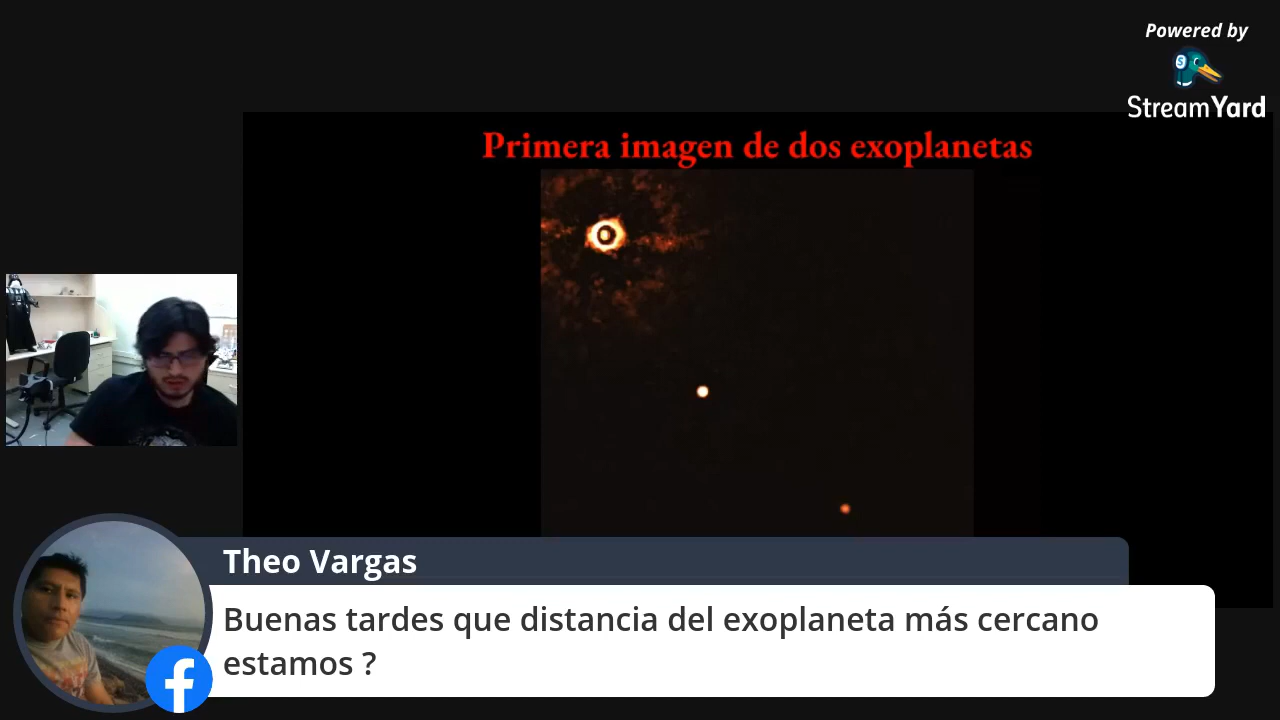 Powered by
StreamYard
Primera imagen de dos exoplanetas
Theo Vargas
Buenas tardes que distancia del exoplaneta más cercano
estamos ?